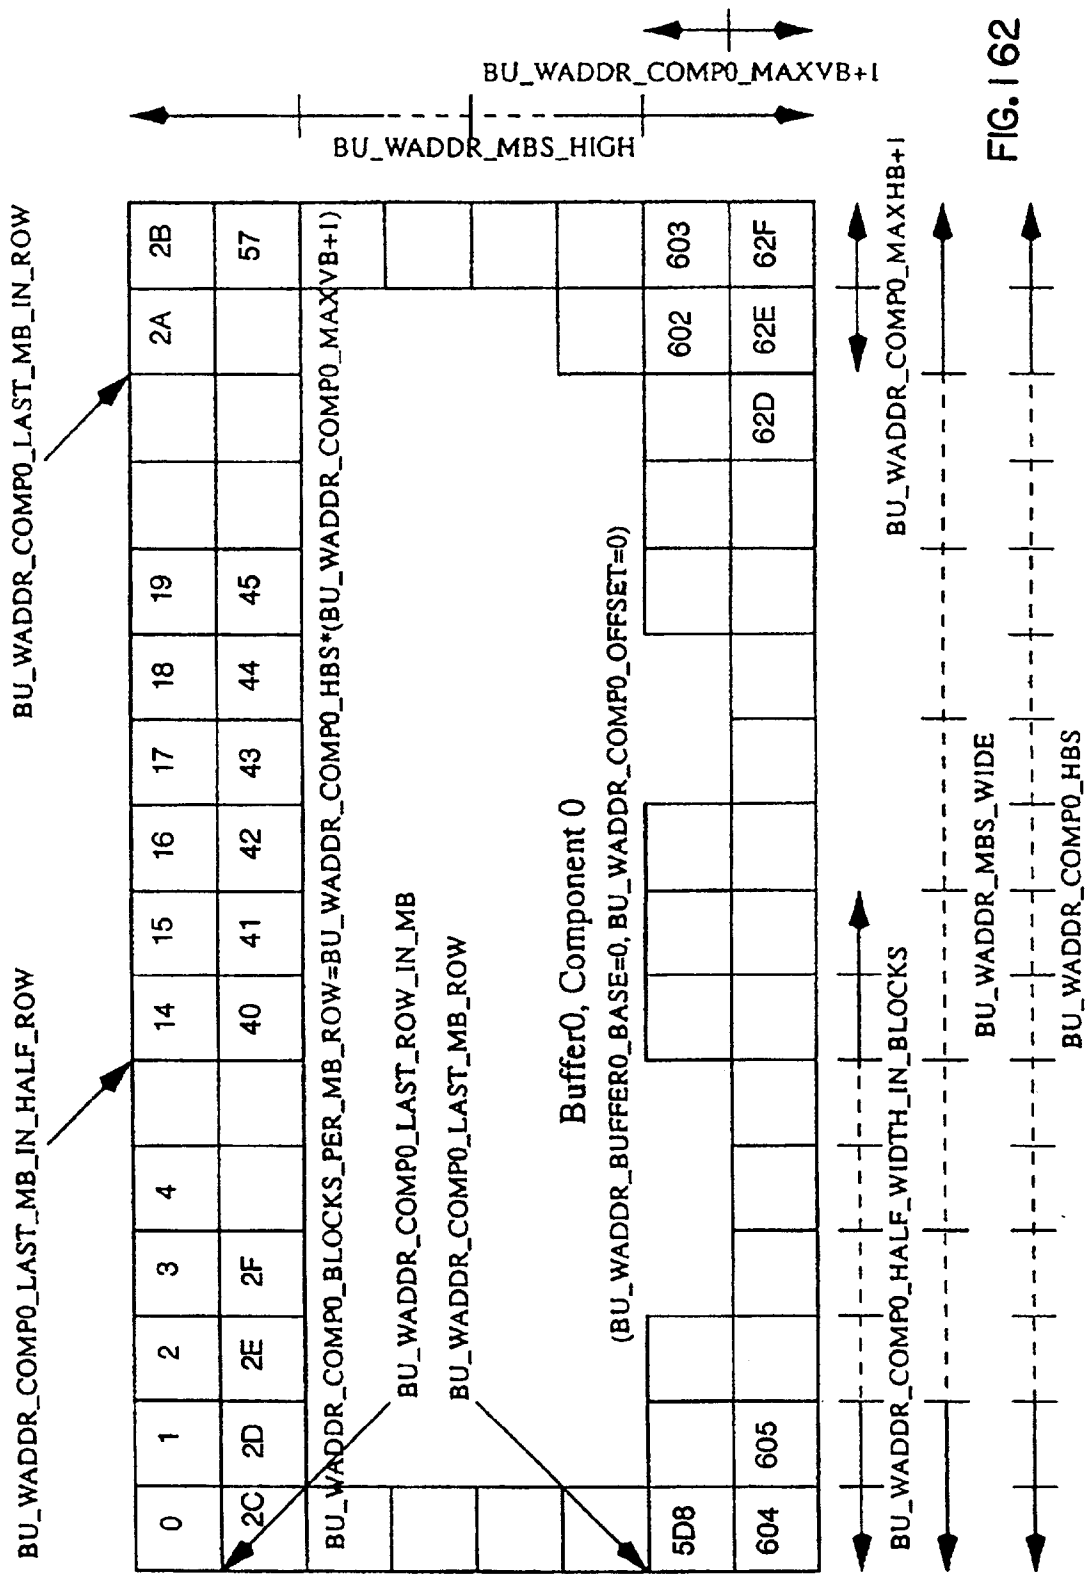 BU_WADDR_COMP0_LAST_MB_IN_HALF_ROW
BU_WADDR_COMP0_LAST_MB_IN_ROW
0 1 2 3 4 14 15 16 17 18 19 2A 2B
2C 2D 2E 2F 40 41 42 43 44 45 57
BU_WADDR_COMP0_BLOCKS_PER_MB_ROW=BU_WADDR_COMP0_HBS*(BU_WADDR_COMP0_MAXVB+1)
BU_WADDR_MBS_HIGH
BU_WADDR_COMP0_LAST_ROW_IN_MB
BU_WADDR_COMP0_LAST_MB_ROW
BU_WADDR_COMP0_MAXVB+1
Buffer0, Component 0
(BU_WADDR_BUFFER0_BASE=0, BU_WADDR_COMP0_OFFSET=0)
5D8 602 603
604 605 62D 62E 62F
BU_WADDR_COMP0_HALF_WIDTH_IN_BLOCKS
BU_WADDR_COMP0_MAXHB+1
BU_WADDR_MBS_WIDE
BU_WADDR_COMP0_HBS
FIG.162